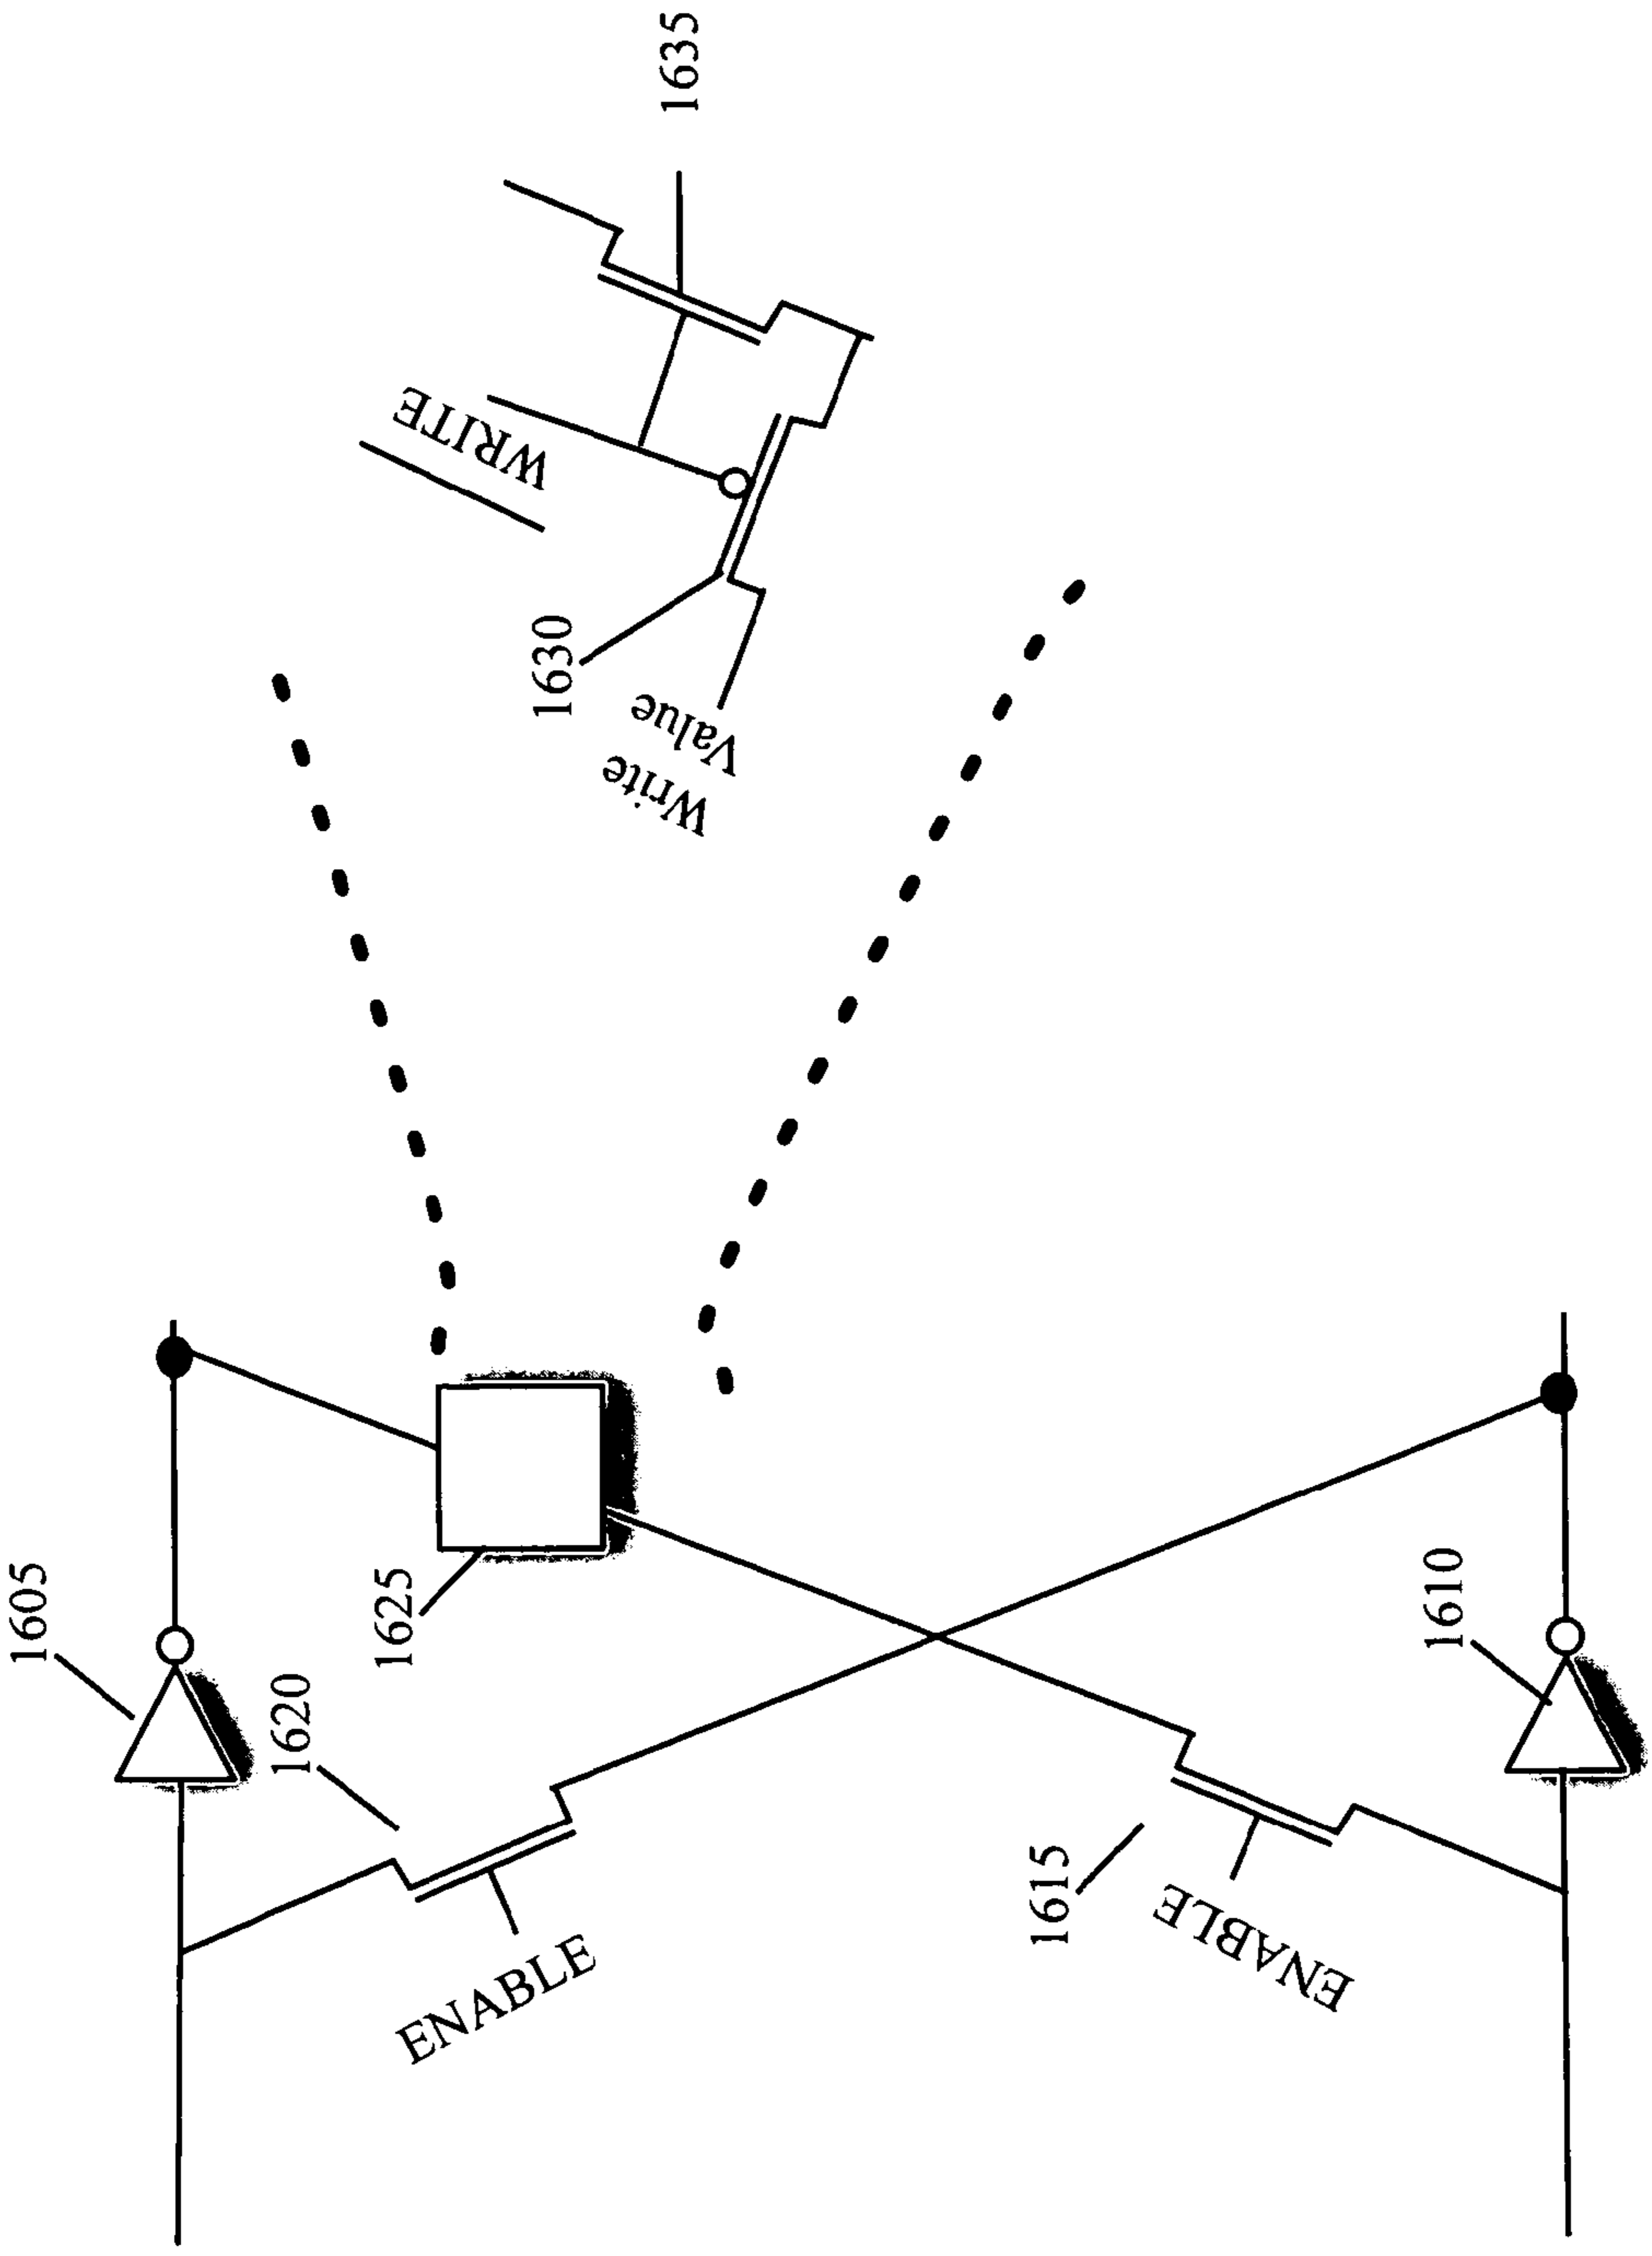 1605
1620
ENABLE
1625
1630
WRITE
Write
Value
1635
1615
ENABLE
1610